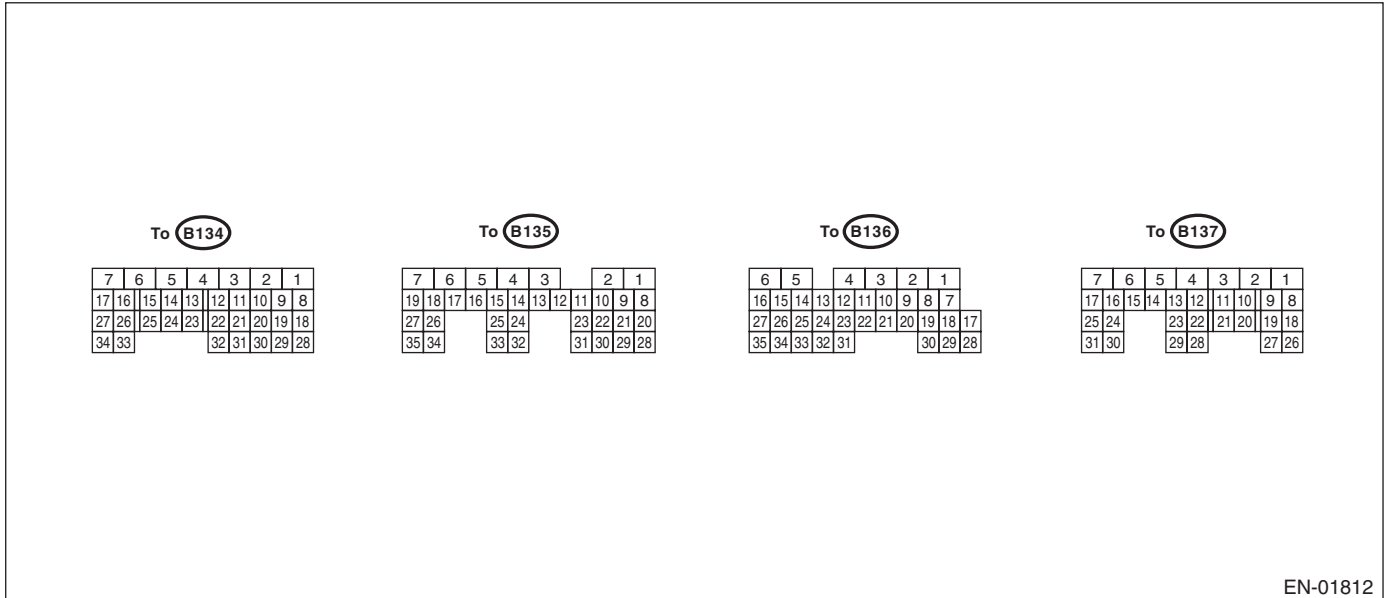 To B134
7 6 5 4 3 2 1
17 16 15 14 13 12 11 10 9 8
27 26 25 24 23 22 21 20 19 18
34 33 32 31 30 29 28
To B135
7 6 5 4 3 2 1
19 18 17 16 15 14 13 12 11 10 9 8
27 26 25 24 23 22 21 20
35 34 33 32 31 30 29 28
To B136
6 5 4 3 2 1
16 15 14 13 12 11 10 9 8 7
27 26 25 24 23 22 21 20 19 18 17
35 34 33 32 31 30 29 28
To B137
7 6 5 4 3 2 1
17 16 15 14 13 12 11 10 9 8
25 24 23 22 21 20 19 18
31 30 29 28 27 26
EN-01812